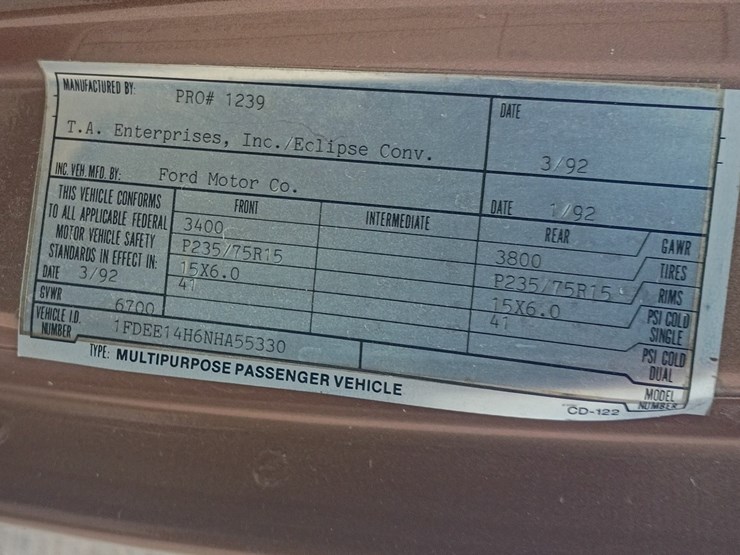 MANUFACTURED BY: PRO# 1239 DATE
T.A. Enterprises, Inc./Eclipse Conv. 3/92
INC. VEH. MFD. BY: Ford Motor Co. DATE 1/92
THIS VEHICLE CONFORMS
TO ALL APPLICABLE FEDERAL
MOTOR VEHICLE SAFETY
STANDARDS IN EFFECT IN:
DATE 3/92
FRONT INTERMEDIATE REAR
3400 3800 GAWR
P235/75R15 P235/75R15 TIRES
15X6.0 15X6.0 RIMS
41 41 PSI COLD
SINGLE
PSI COLD
DUAL
GVWR 6700
VEHICLE I.D.
NUMBER 1FDEE14H6NHA55330
MODEL
NUMBER
TYPE: MULTIPURPOSE PASSENGER VEHICLE
CD-122